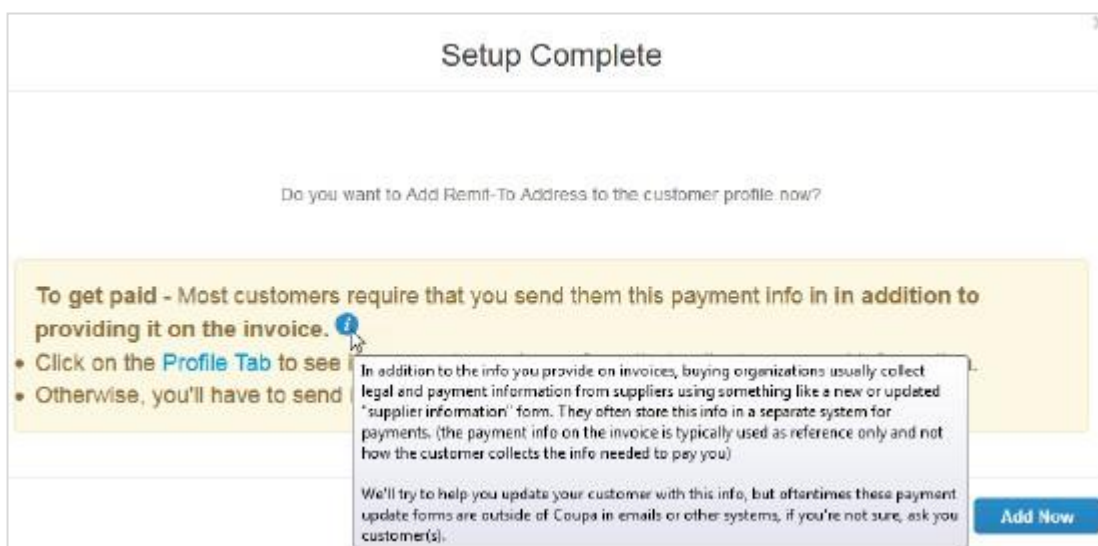 Setup Complete
Do you want to Add Remit-To Address to the customer profile now?
To get paid - Most customers require that you send them this payment info in in addition to
providing it on the invoice. i
• Click on the Profile Tab to see
• Otherwise, you'll have to send
In addition to the info you provide on invoices, buying organizations usually collect
legal and payment information from suppliers using something like a new or updated
"supplier information" form. They often store this info in a separate system for
payments. (the payment info on the invoice is typically used as reference only and not
how the customer collects the info needed to pay you)
We'll try to help you update your customer with this info, but oftentimes these payment
update forms are outside of Coupa in emails or other systems, if you're not sure, ask you
customer(s).
Add Now